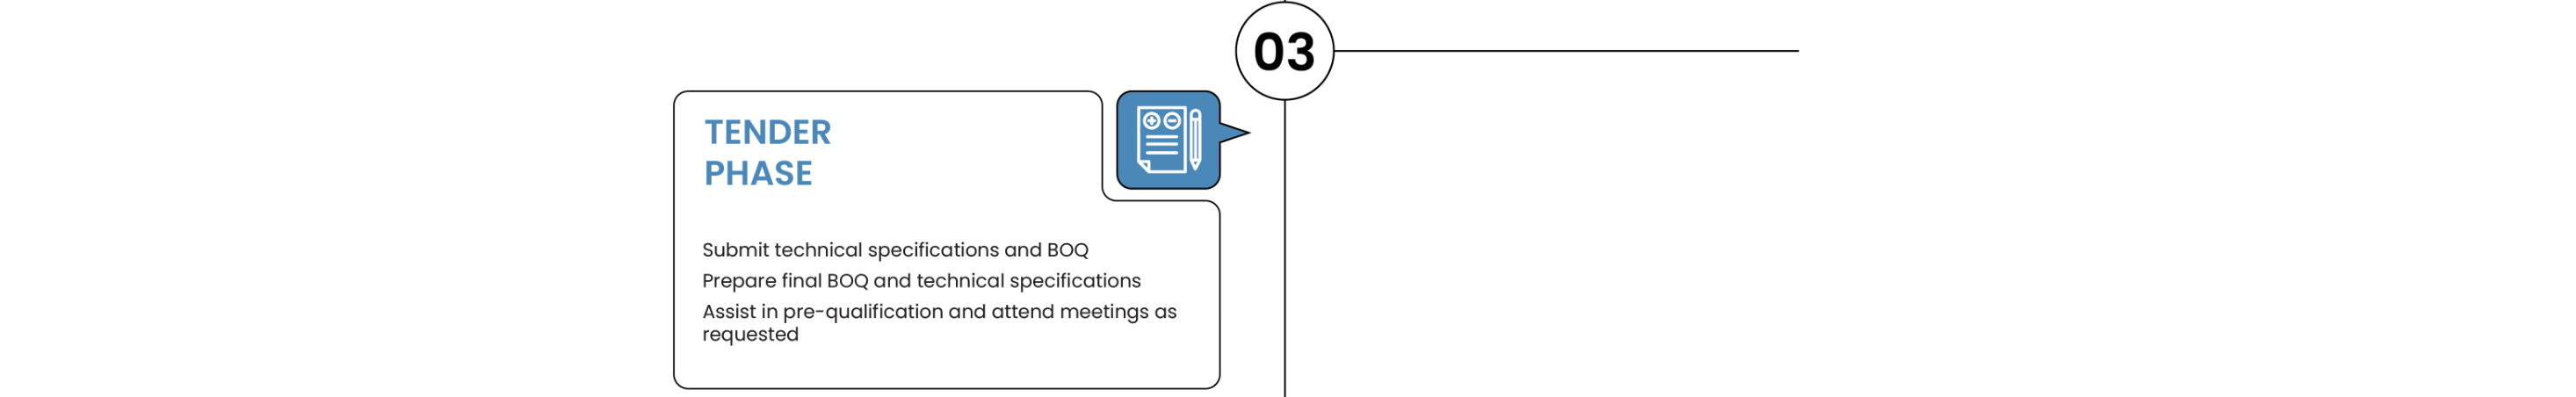 03
TENDER
PHASE
Submit technical specifications and BOQ
Prepare final BOQ and technical specifications
Assist in pre-qualification and attend meetings as
requested